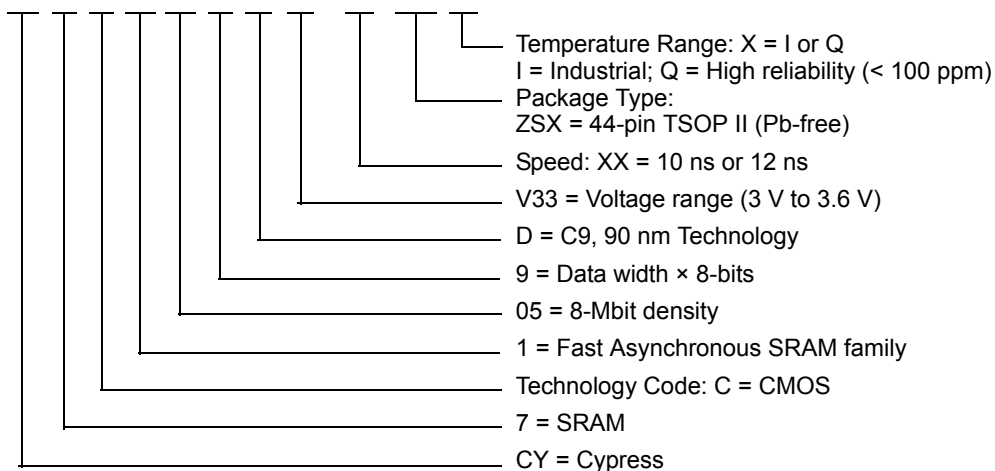 Temperature Range: X = I or Q
I = Industrial; Q = High reliability (< 100 ppm)
Package Type:
ZSX = 44-pin TSOP II (Pb-free)
Speed: XX = 10 ns or 12 ns
V33 = Voltage range (3 V to 3.6 V)
D = C9, 90 nm Technology
9 = Data width × 8-bits
05 = 8-Mbit density
1 = Fast Asynchronous SRAM family
Technology Code: C = CMOS
7 = SRAM
CY = Cypress